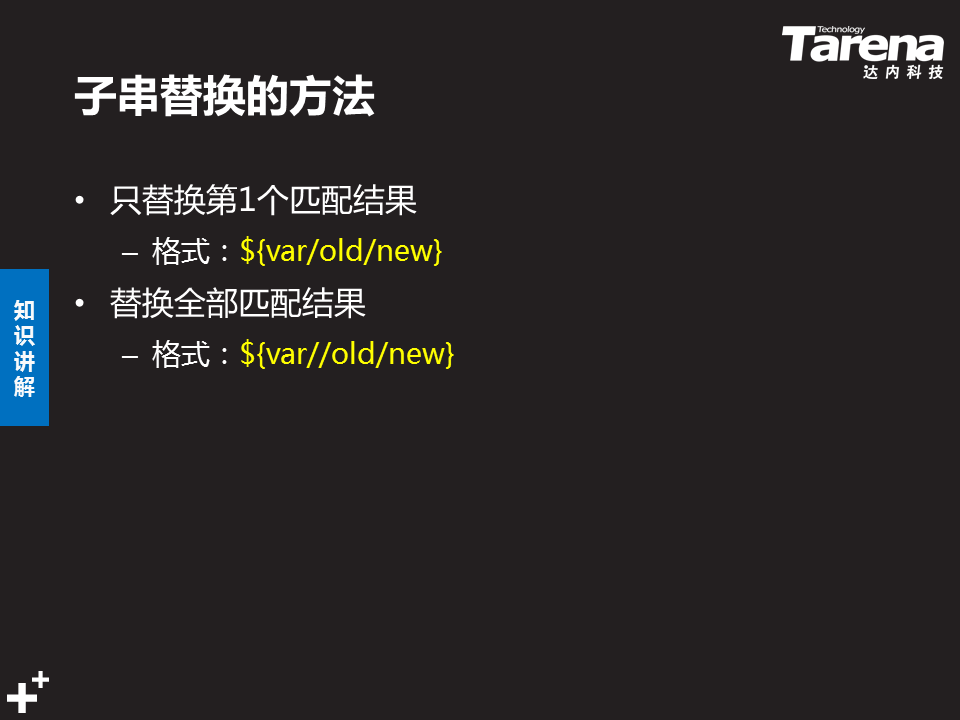 Technology
Tarena
达内科技
子串替换的方法
• 只替换第1个匹配结果
– 格式：${var/old/new}
• 替换全部匹配结果
– 格式：${var//old/new}
知
识
讲
解